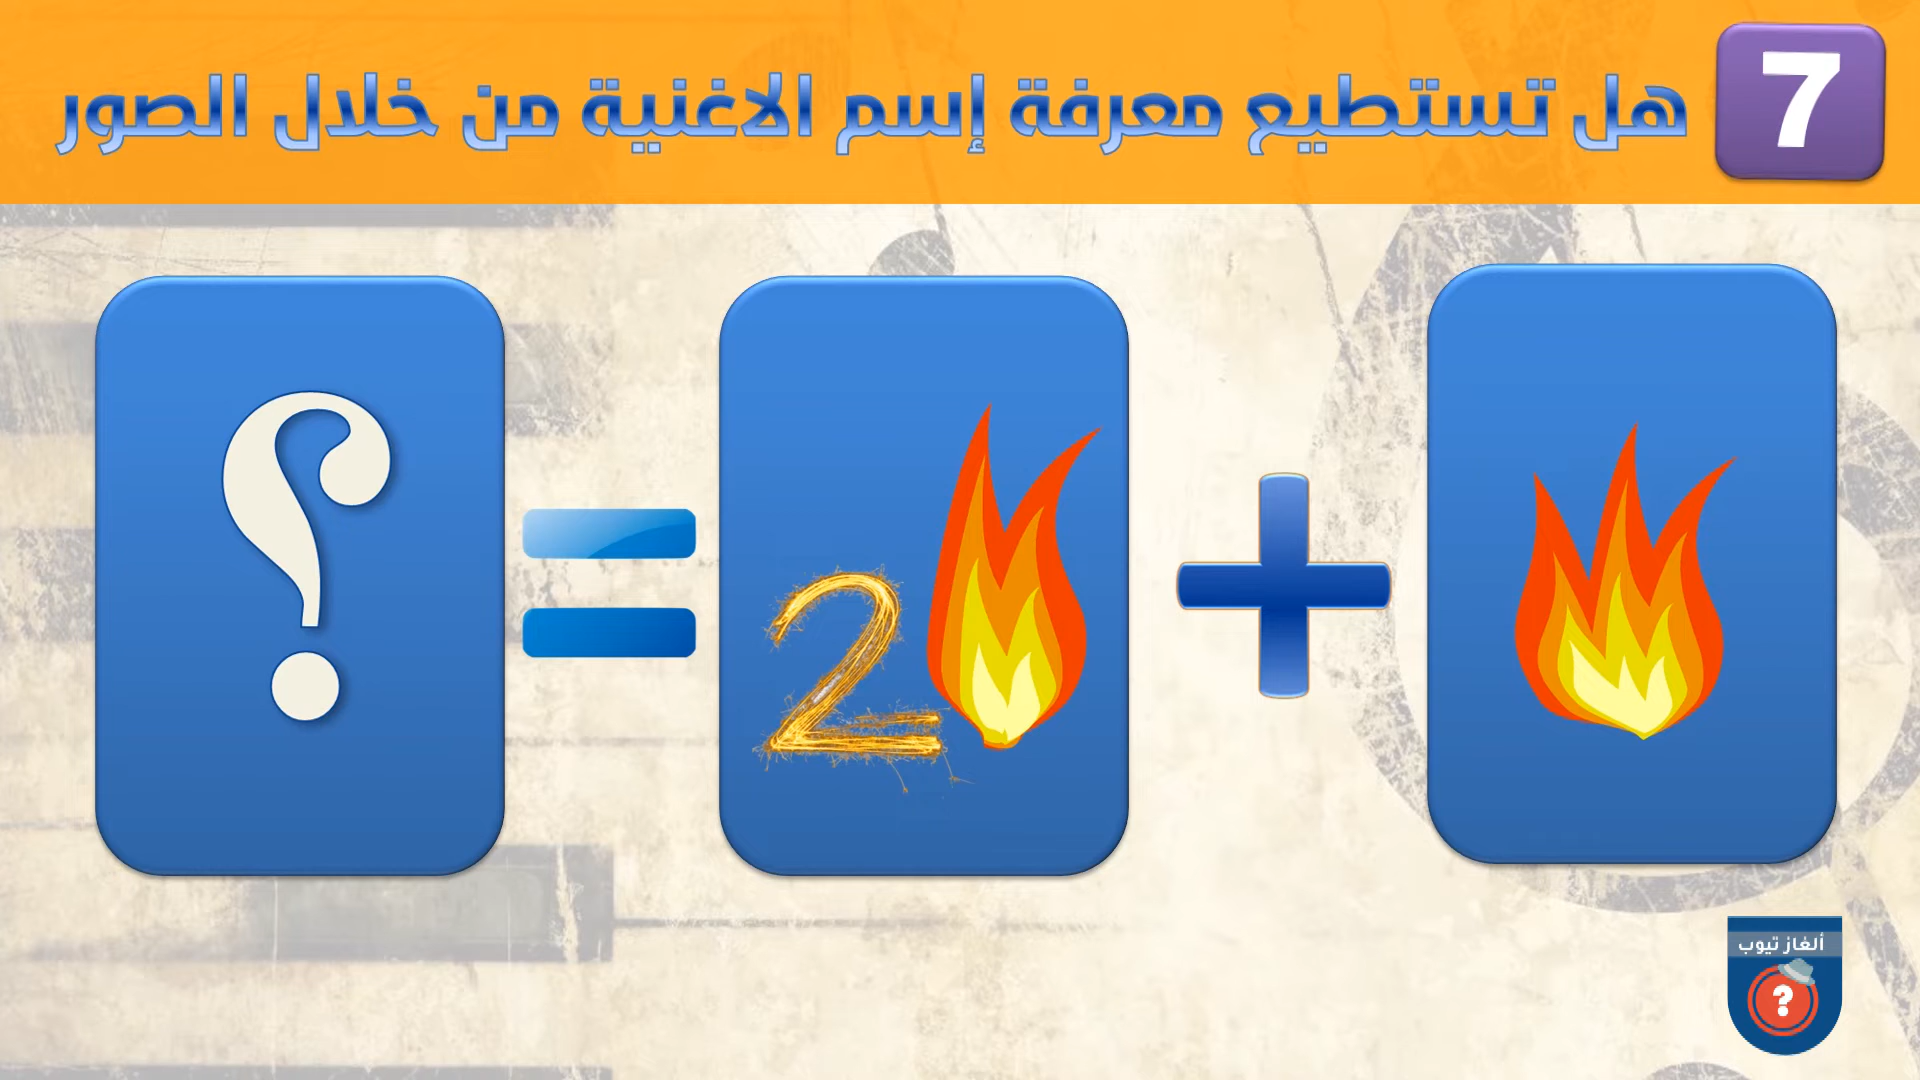 7
هل تستطيع معرفة إسم الاغنية من خلال الصور
؟ = 2 +
ألغاز تيوب
?